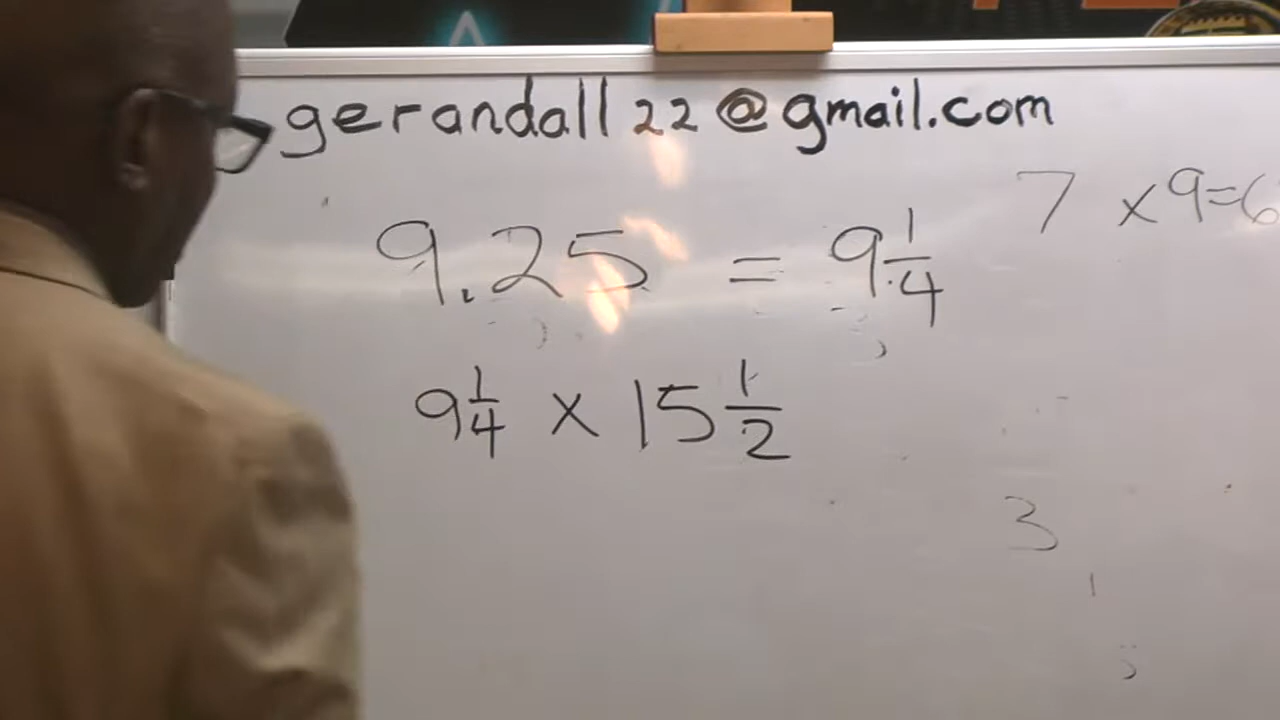 gerandall22@gmail.com
7 x 9=6
9.25 = 9 1/4
9 1/4 x 15 1/2
3